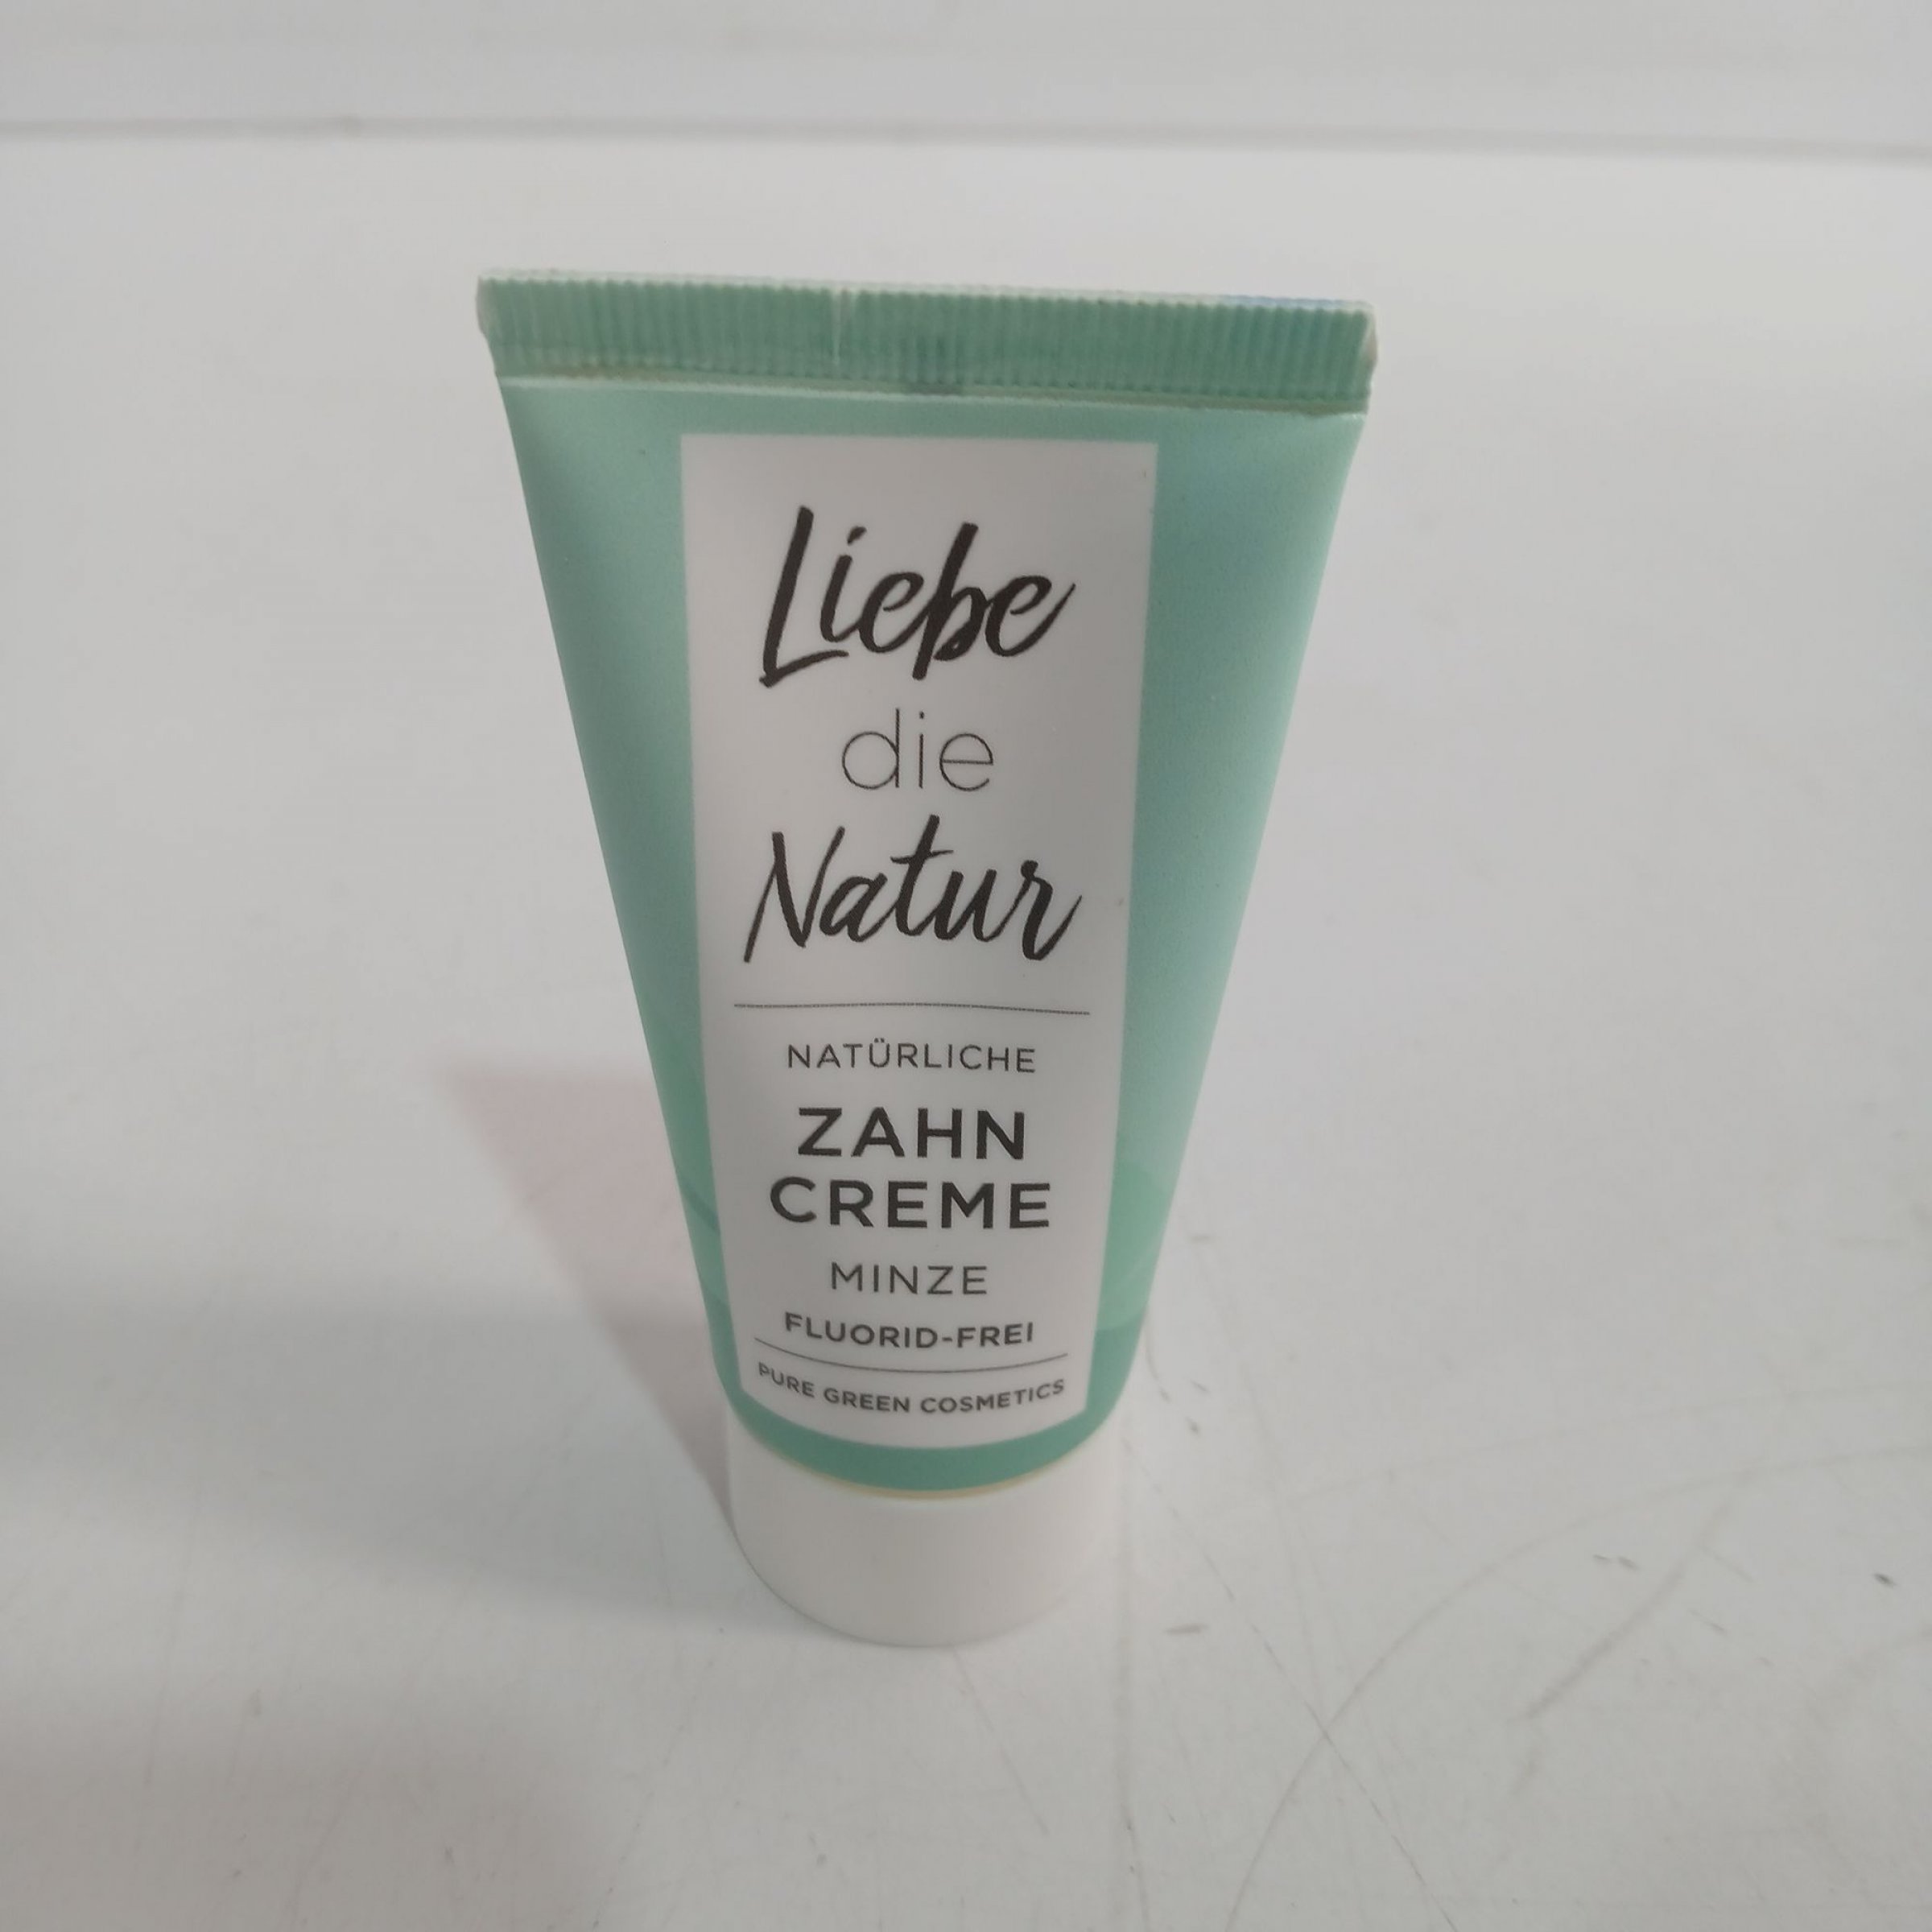 Liebe
die
Natur
NATÜRLICHE
ZAHN
CREME
MINZE
FLUORID-FREI
PURE GREEN COSMETICS